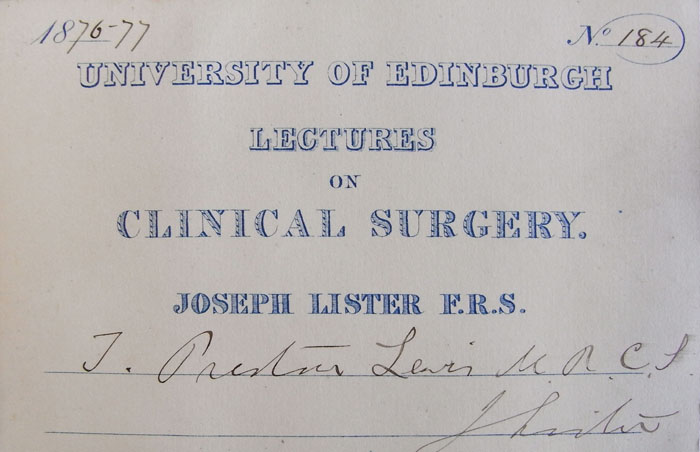 1876-77 No. 184
UNIVERSITY OF EDINBURGH
LECTURES
ON
CLINICAL SURGERY.
JOSEPH LISTER F.R.S.
T. Preston Lewis M.R.C.S.
J Lister